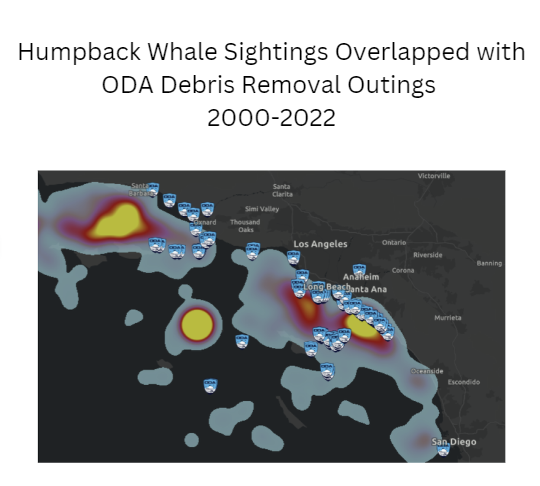 Humpback Whale Sightings Overlapped with
ODA Debris Removal Outings
2000-2022
Victorville
Santa
Barbara
Santa
Clarita
Simi Valley
Oxnard
Thousand
Oaks
Los Angeles
Ontario
Riverside
Banning
Anaheim
Corona
Long Beach
Santa Ana
Murrieta
Oceanside
Escondido
San Diego